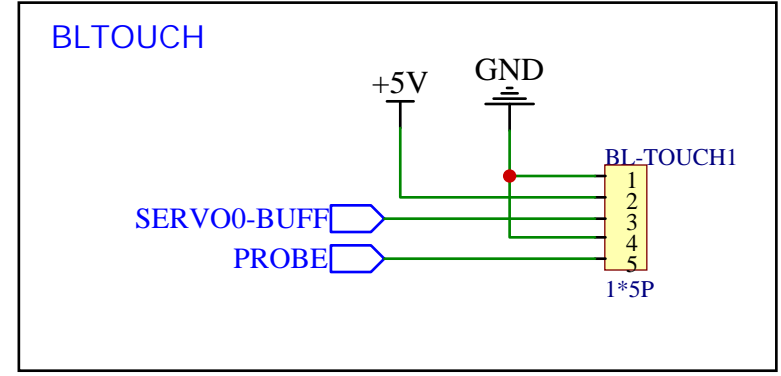 BLTOUCH
GND
+5V
BL-TOUCH1
1
2
SERVO0-BUFF
3
4
PROBE
5
1*5P